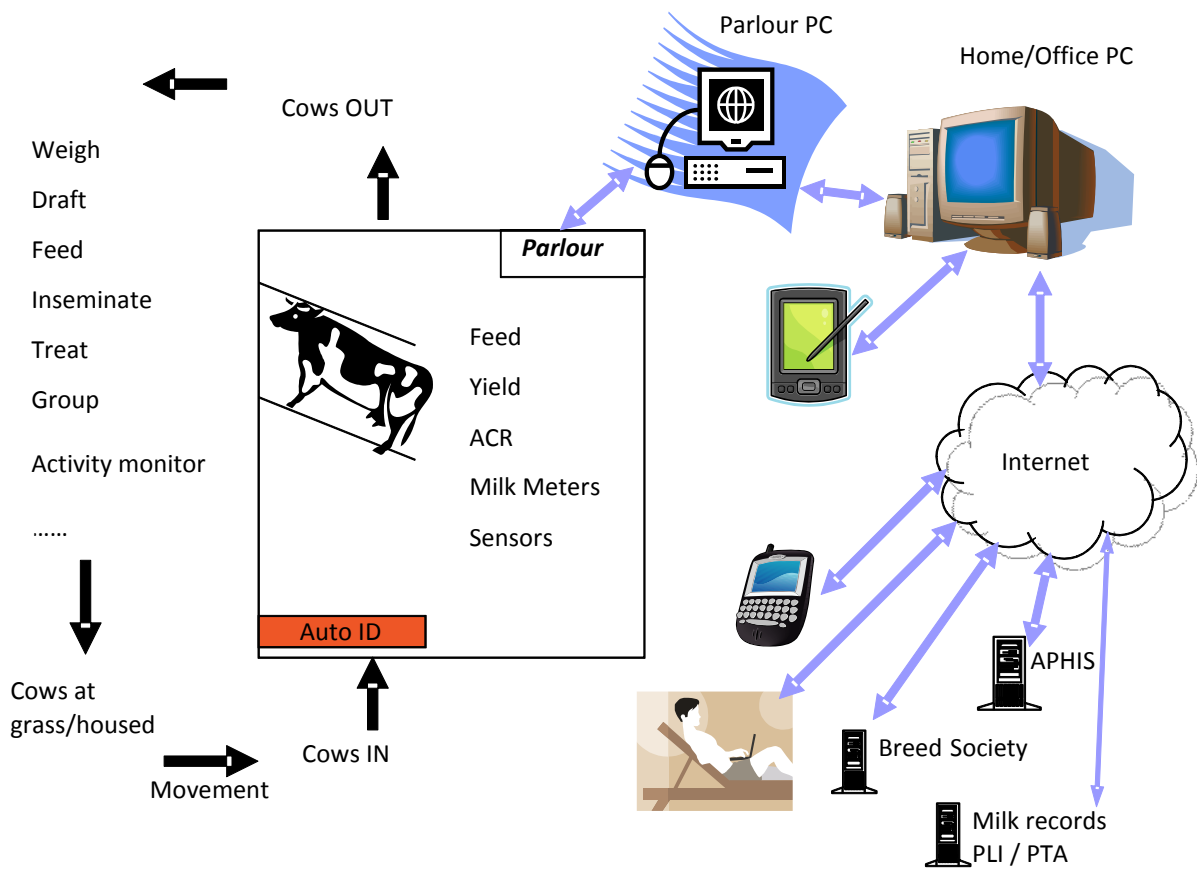 Parlour PC
Home/Office PC
Cows OUT
Weigh
Draft
Feed
Inseminate
Treat
Group
Activity monitor
......
Parlour
Feed
Yield
ACR
Milk Meters
Sensors
Auto ID
Cows at
grass/housed
Movement
Cows IN
Internet
APHIS
Breed Society
Milk records
PLI / PTA